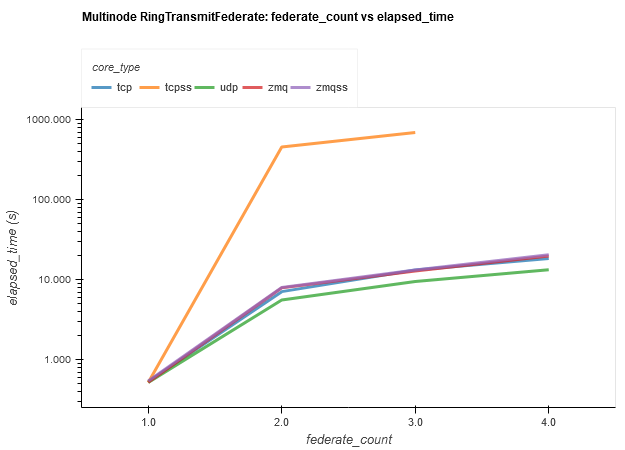 Multinode RingTransmitFederate: federate_count vs elapsed_time
core_type
tcp tcpss udp zmq zmqss
1000.000
100.000
10.000
1.000
elapsed_time (s)
1.0 2.0 3.0 4.0
federate_count